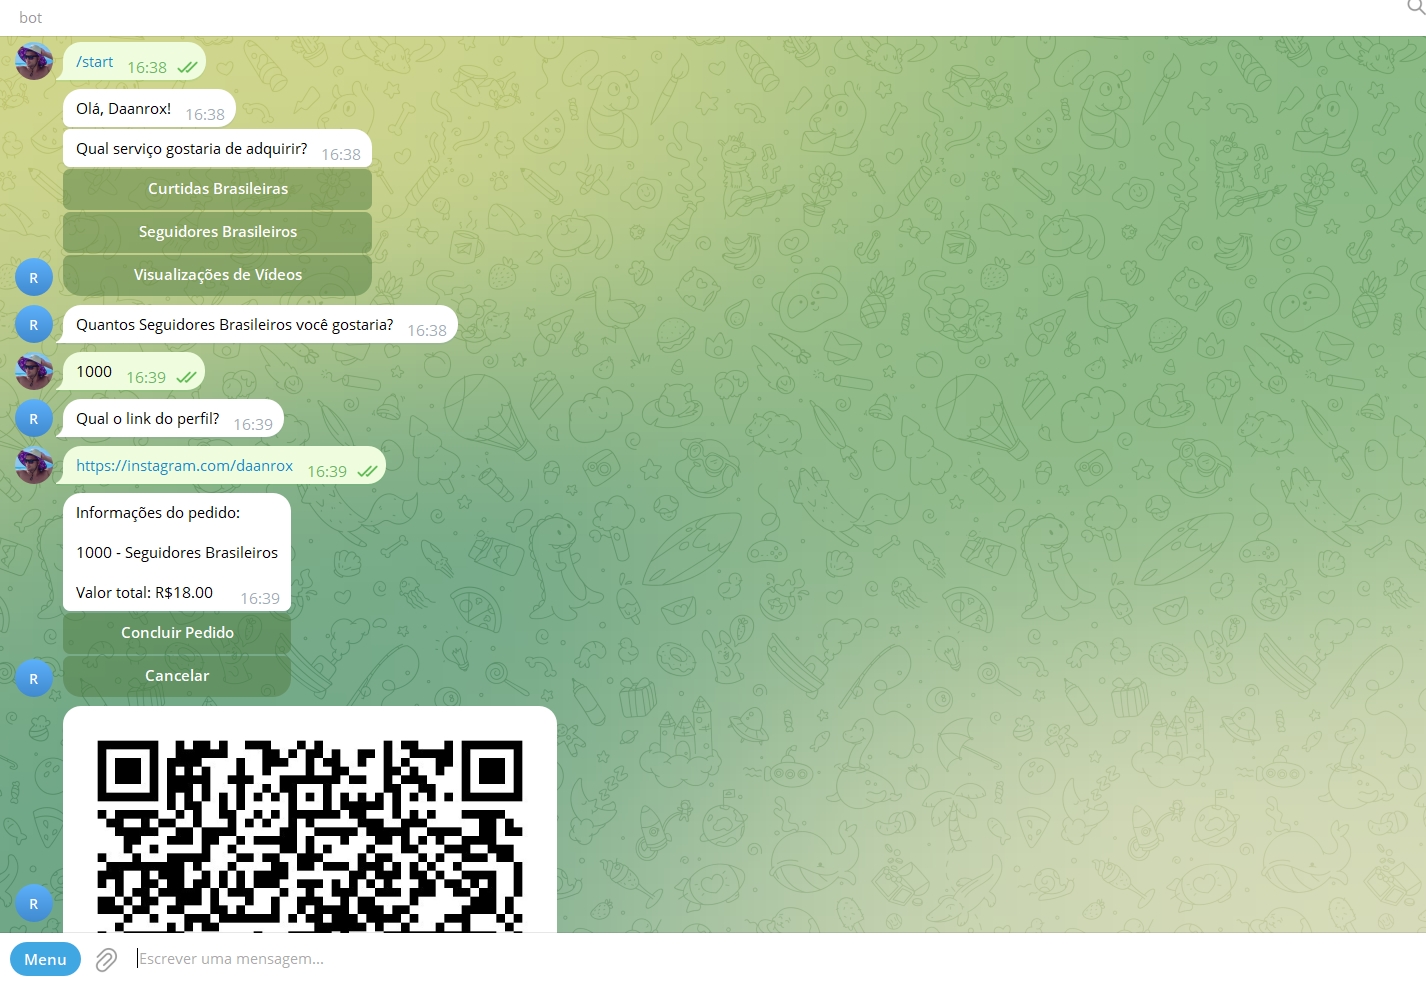 bot
/start 16:38
Olá, Daanrox! 16:38
Qual serviço gostaria de adquirir? 16:38
Curtidas Brasileiras
Seguidores Brasileiros
Visualizações de Vídeos
R
R
Quantos Seguidores Brasileiros você gostaria? 16:38
1000 16:39
R
Qual o link do perfil? 16:39
https://instagram.com/daanrox 16:39
Informações do pedido:
1000 - Seguidores Brasileiros
Valor total: R$18.00 16:39
Concluir Pedido
Cancelar
R
R
Menu
Escrever uma mensagem...